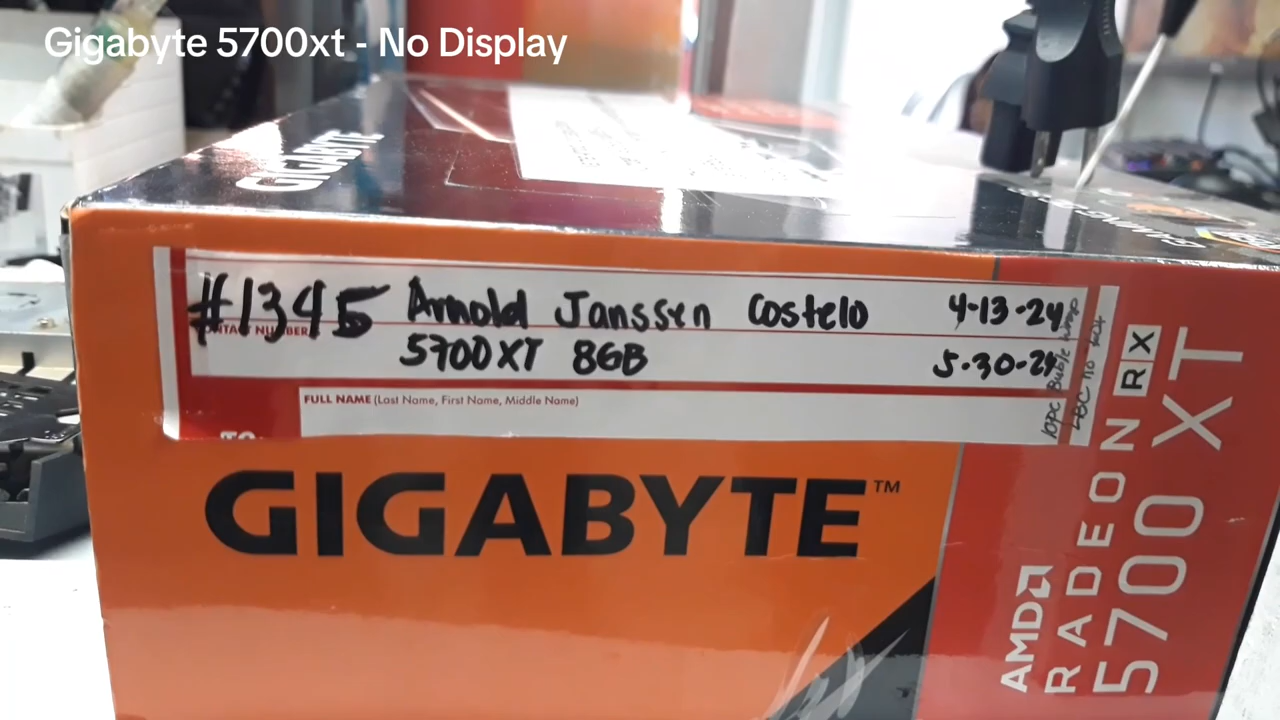 Gigabyte 5700xt - No Display
GIGABYTE
#1345 Arnold Janssen Costelo 4-13-24
5700XT 8GB 5-30-24
FULL NAME (Last Name, First Name, Middle Name)
GIGABYTE™
AMD
RADEON RX
5700 XT